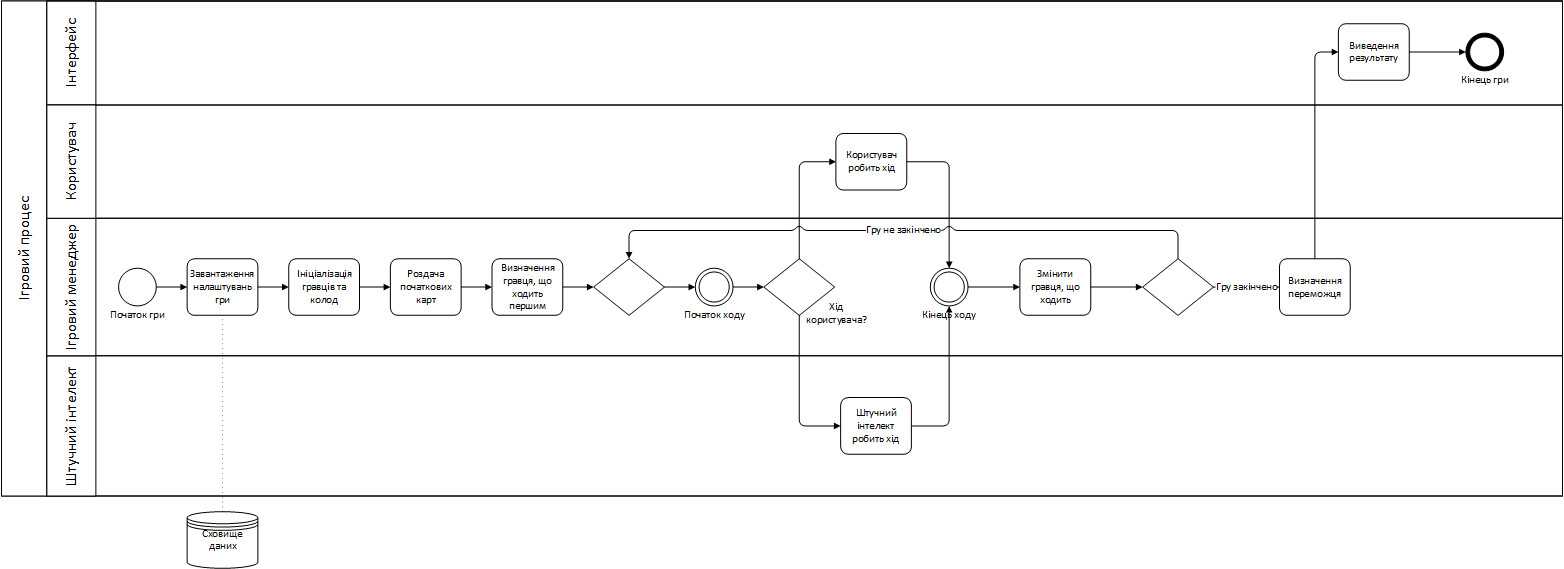 Ігровий процес
Інтерфейс
Виведення
результату
Кінець гри
Користувач
Користувач
робить хід
Ігровий менеджер
Початок гри
Завантаження
налаштувань
гри
Ініціалізація
гравців та
колод
Роздача
початкових
карт
Визначення
гравця, що
ходить
першим
Гру не закінчено
Початок ходу
Хід
користувача?
Кінець ходу
Змінити
гравця, що
ходить
Гру закінчено
Визначення
переможця
Штучний інтелект
Штучний
інтелект
робить хід
Сховище
даних